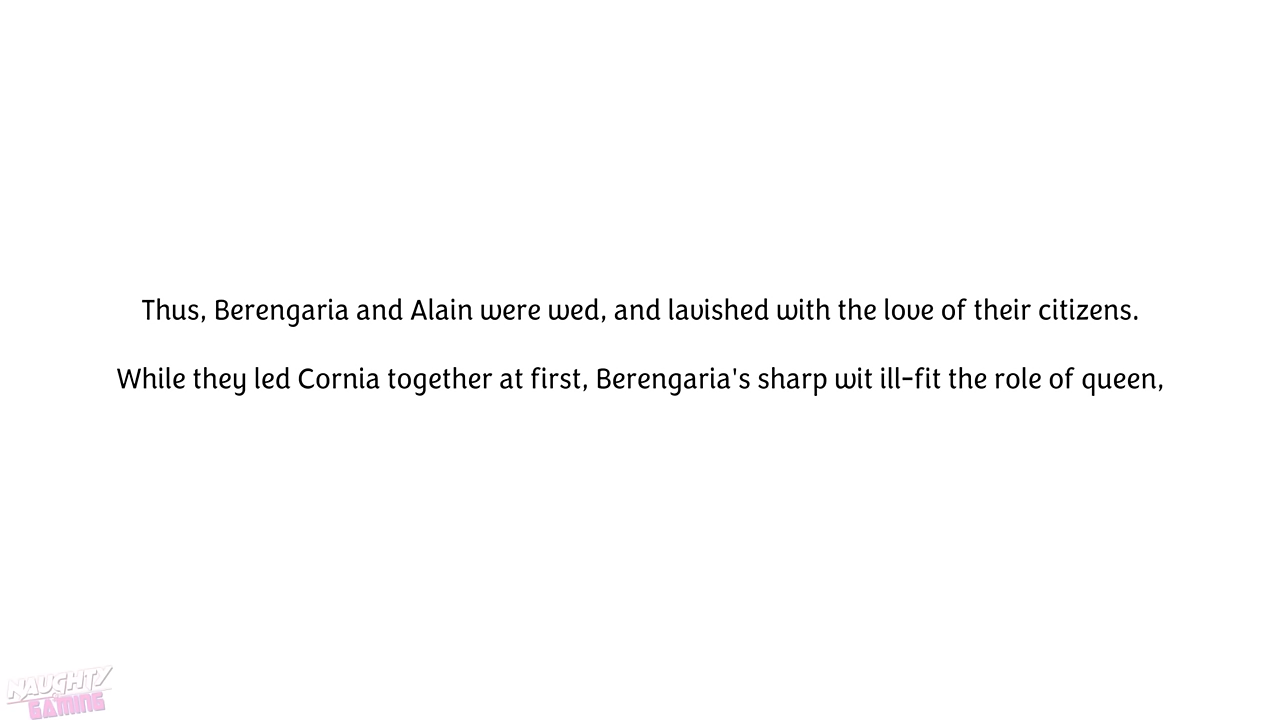 Thus, Berengaria and Alain were wed, and lavished with the love of their citizens.
While they led Cornia together at first, Berengaria's sharp wit ill-fit the role of queen,
NAUGHTY
GAMING